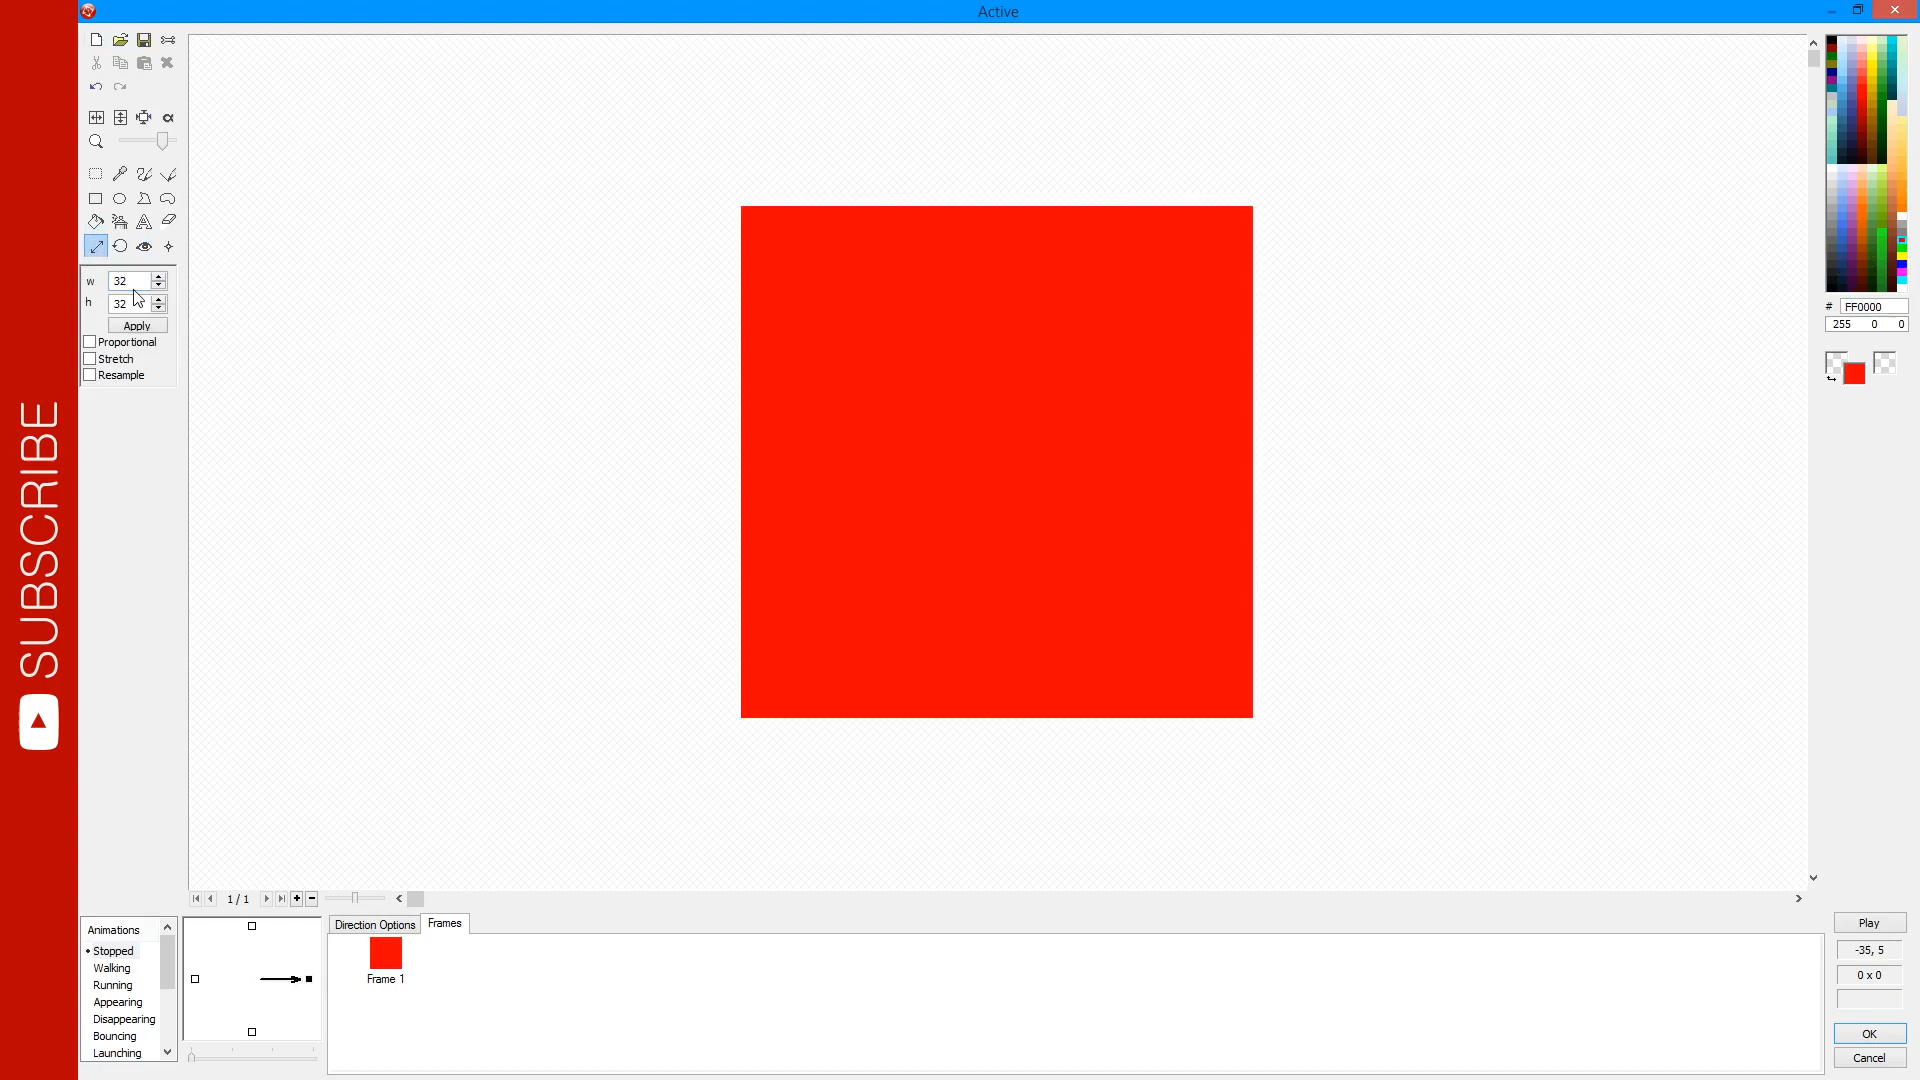 Active
SUBSCRIBE
w 32
h 32
Apply
Proportional
Stretch
Resample
# FF0000
255 0 0
1 / 1
Animations
Stopped
Walking
Running
Appearing
Disappearing
Bouncing
Launching
Direction Options
Frames
Frame 1
Play
-35, 5
0 x 0
OK
Cancel